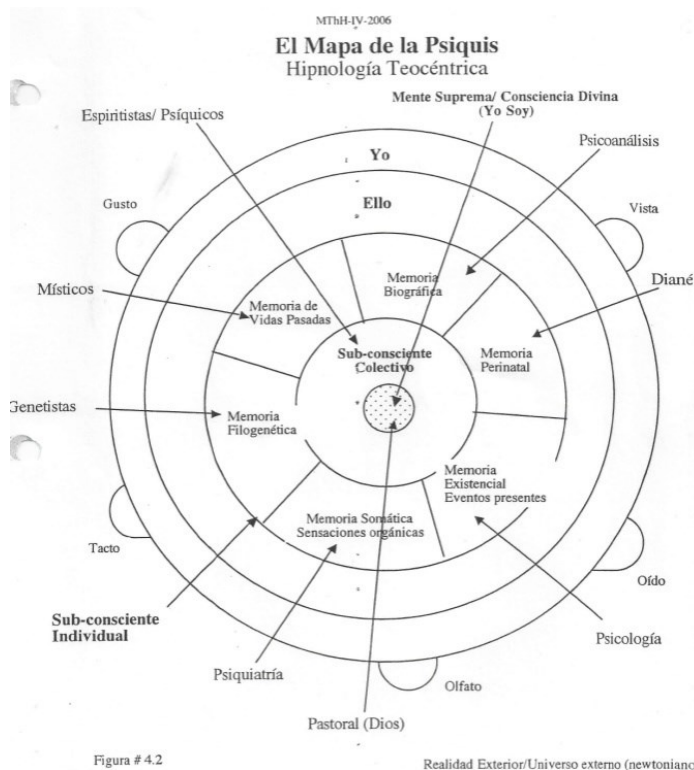 MThH-IV-2006
El Mapa de la Psiquis
Hipnología Teocéntrica
Mente Suprema/ Consciencia Divina
(Yo Soy)
Espiritistas/ Psíquicos
Psicoanálisis
Yo
Ello
Gusto
Vista
Místicos
Memoria de
Vidas Pasadas
Memoria
Biográfica
Dané
Sub-consciente
Colectivo
Memoria
Perinatal
Genetistas
Memoria
Filogenética
Memoria
Existencial
Eventos presentes
Memoria Somática
Sensaciones orgánicas
Tacto
Oído
Sub-consciente
Individual
Psicología
Psiquiatría
Olfato
Pastoral (Dios)
Figura # 4.2
Realidad Exterior/Universo externo (newtoniano